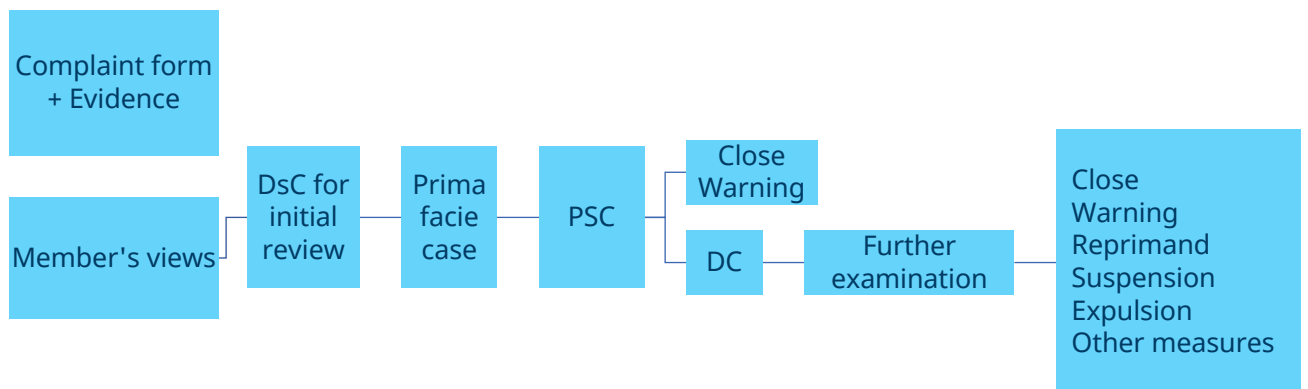 Complaint form
+ Evidence
Member's views
DsC for
initial
review
Prima
facie
case
PSC
Close
Warning
DC
Further
examination
Close
Warning
Reprimand
Suspension
Expulsion
Other measures